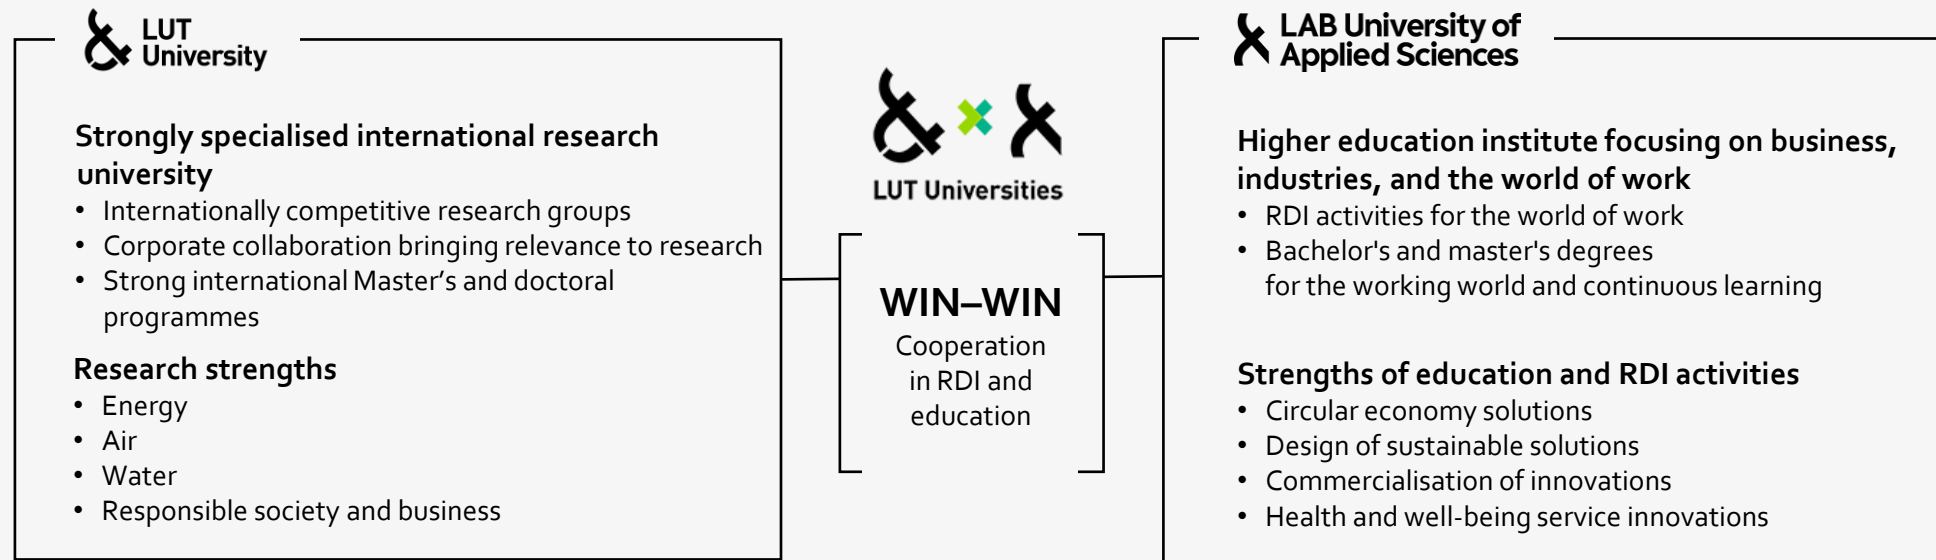 LUT
University
Strongly specialised international research
university
• Internationally competitive research groups
• Corporate collaboration bringing relevance to research
• Strong international Master’s and doctoral
programmes
Research strengths
• Energy
• Air
• Water
• Responsible society and business
LUT Universities
WIN–WIN
Cooperation
in RDI and
education
LAB University of
Applied Sciences
Higher education institute focusing on business,
industries, and the world of work
• RDI activities for the world of work
• Bachelor's and master's degrees
for the working world and continuous learning
Strengths of education and RDI activities
• Circular economy solutions
• Design of sustainable solutions
• Commercialisation of innovations
• Health and well-being service innovations